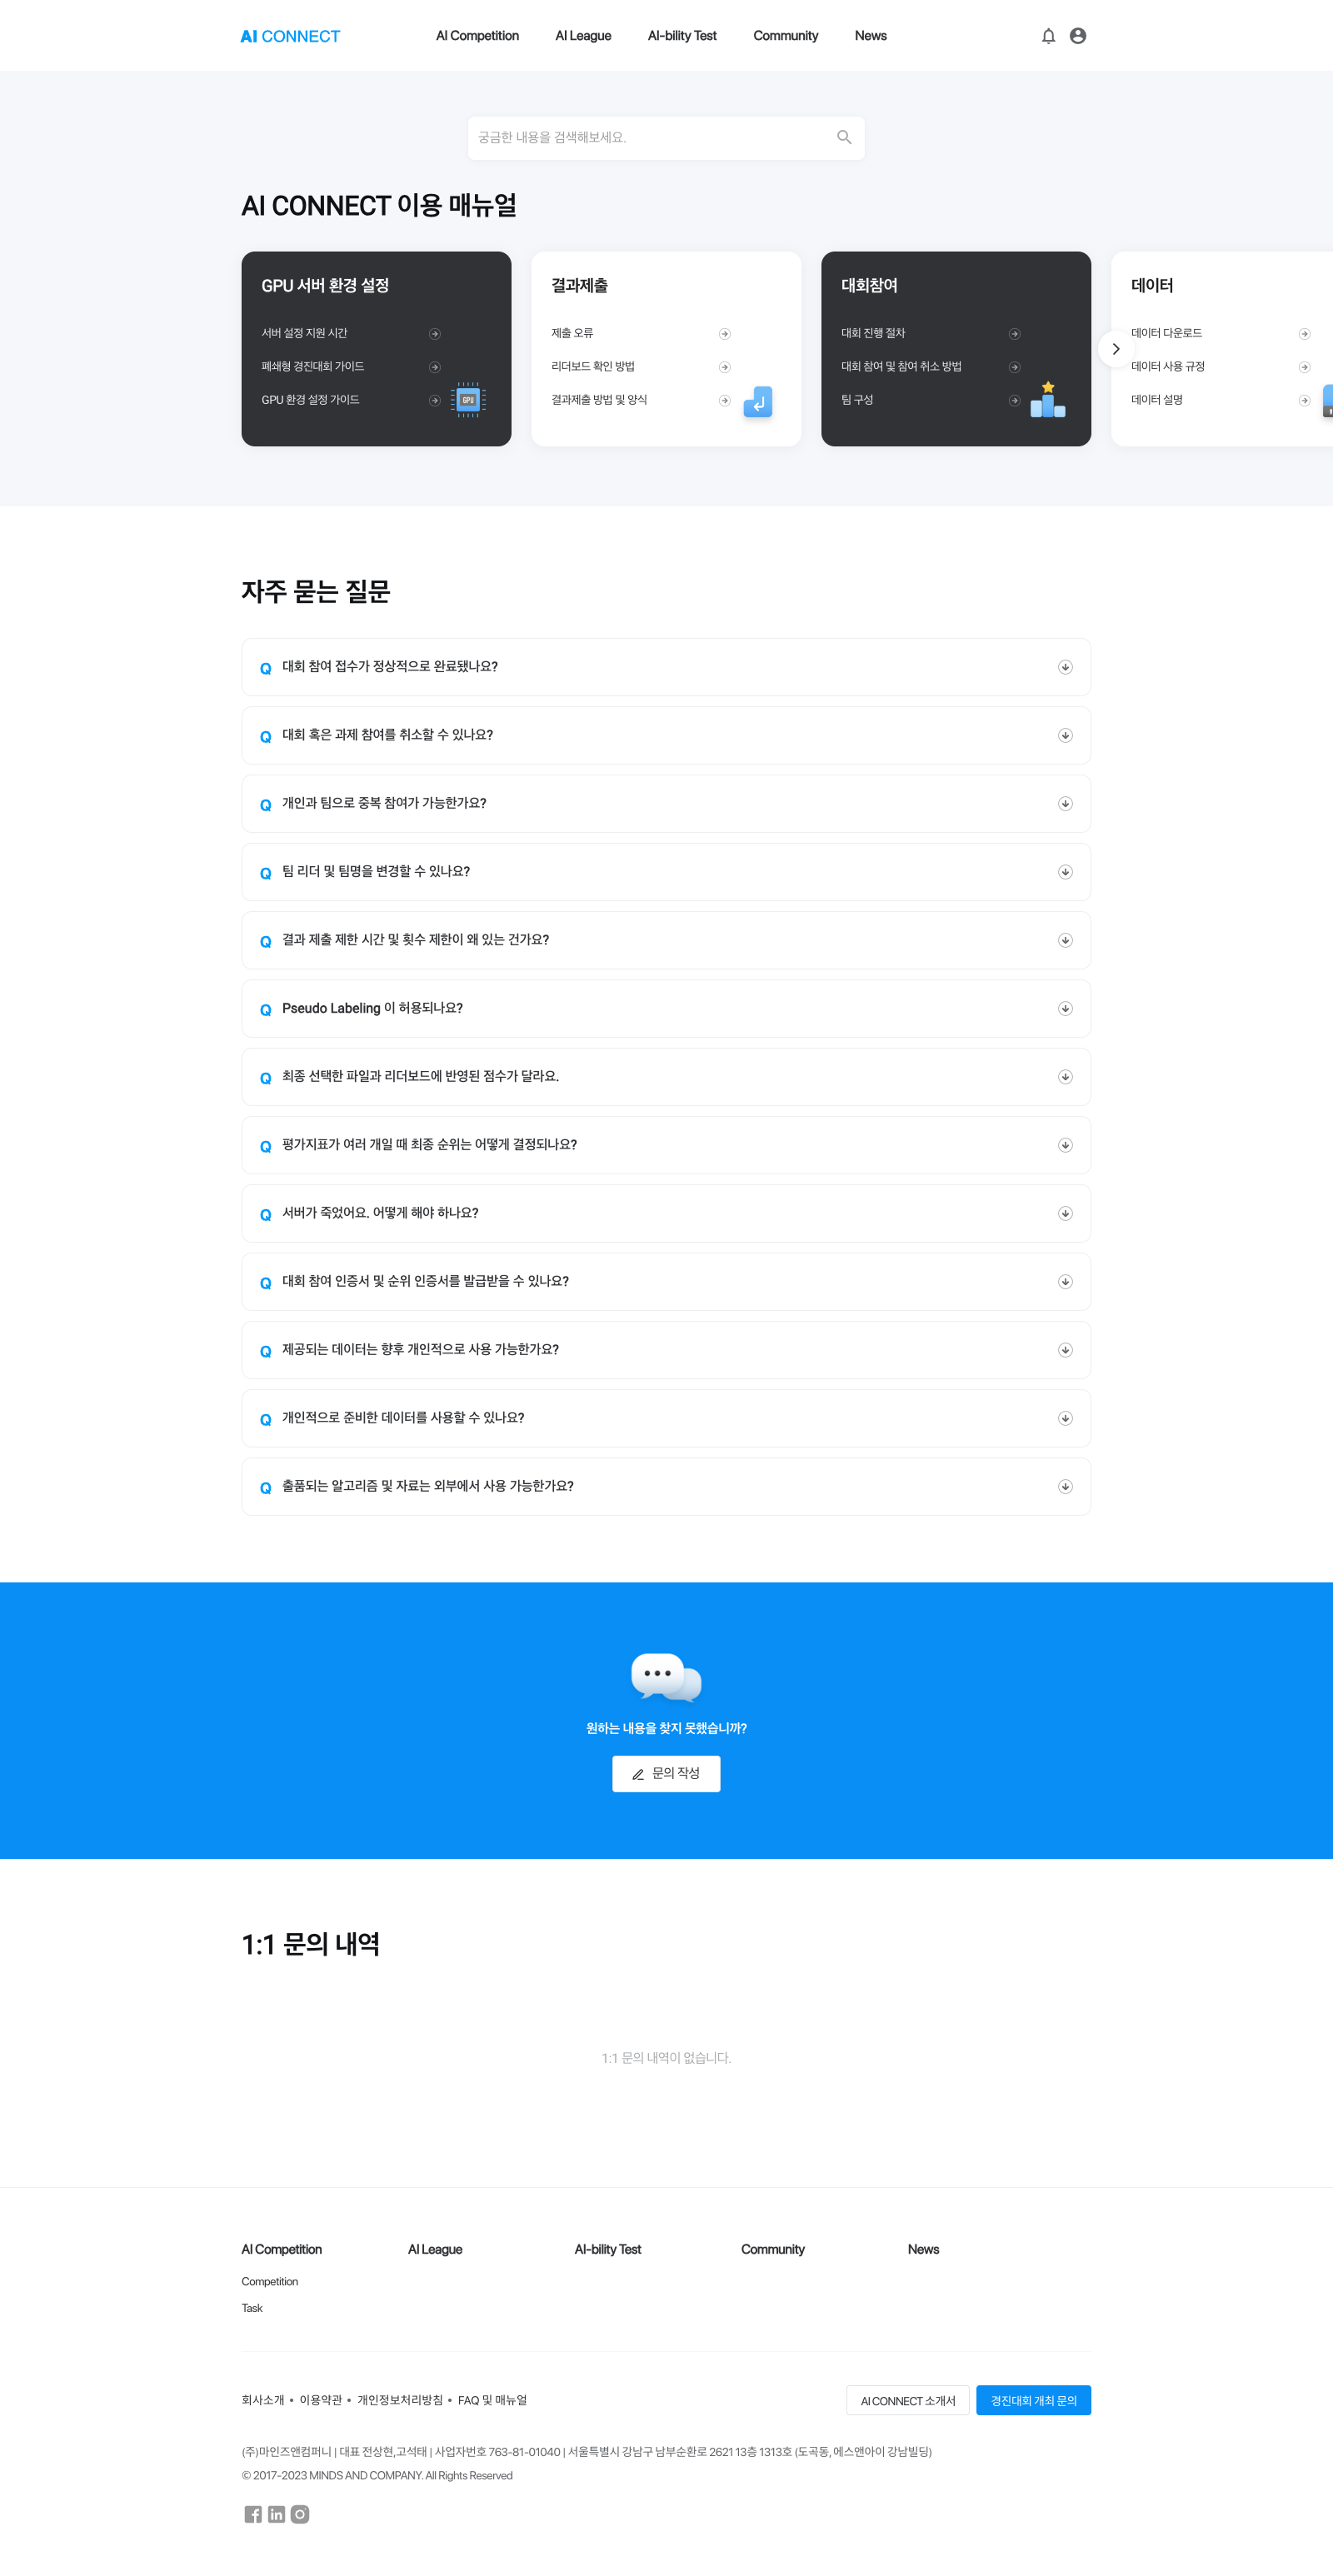 AI CONNECT
AI Competition
AI League
AI-bility Test
Community
News
궁금한 내용을 검색해보세요.
AI CONNECT 이용 매뉴얼
GPU 서버 환경 설정
서버 설정 지원 시간
폐쇄형 경진대회 가이드
GPU 환경 설정 가이드
GPU
결과제출
제출 오류
리더보드 확인 방법
결과제출 방법 및 양식
대회참여
대회 진행 절차
대회 참여 및 참여 취소 방법
팀 구성
데이터
데이터 다운로드
데이터 사용 규정
데이터 설명
자주 묻는 질문
Q 대회 참여 접수가 정상적으로 완료됐나요?
Q 대회 혹은 과제 참여를 취소할 수 있나요?
Q 개인과 팀으로 중복 참여가 가능한가요?
Q 팀 리더 및 팀명을 변경할 수 있나요?
Q 결과 제출 제한 시간 및 횟수 제한이 왜 있는 건가요?
Q Pseudo Labeling 이 허용되나요?
Q 최종 선택한 파일과 리더보드에 반영된 점수가 달라요.
Q 평가지표가 여러 개일 때 최종 순위는 어떻게 결정되나요?
Q 서버가 죽었어요. 어떻게 해야 하나요?
Q 대회 참여 인증서 및 순위 인증서를 발급받을 수 있나요?
Q 제공되는 데이터는 향후 개인적으로 사용 가능한가요?
Q 개인적으로 준비한 데이터를 사용할 수 있나요?
Q 출품되는 알고리즘 및 자료는 외부에서 사용 가능한가요?
원하는 내용을 찾지 못했습니까?
문의 작성
1:1 문의 내역
1:1 문의 내역이 없습니다.
AI Competition
Competition
Task
AI League
AI-bility Test
Community
News
회사소개 • 이용약관 • 개인정보처리방침 • FAQ 및 매뉴얼
AI CONNECT 소개서
경진대회 개최 문의
(주)마인즈앤컴퍼니 | 대표 전상현,고석태 | 사업자번호 763-81-01040 | 서울특별시 강남구 남부순환로 2621 13층 1313호 (도곡동, 에스앤아이 강남빌딩)
© 2017-2023 MINDS AND COMPANY. All Rights Reserved